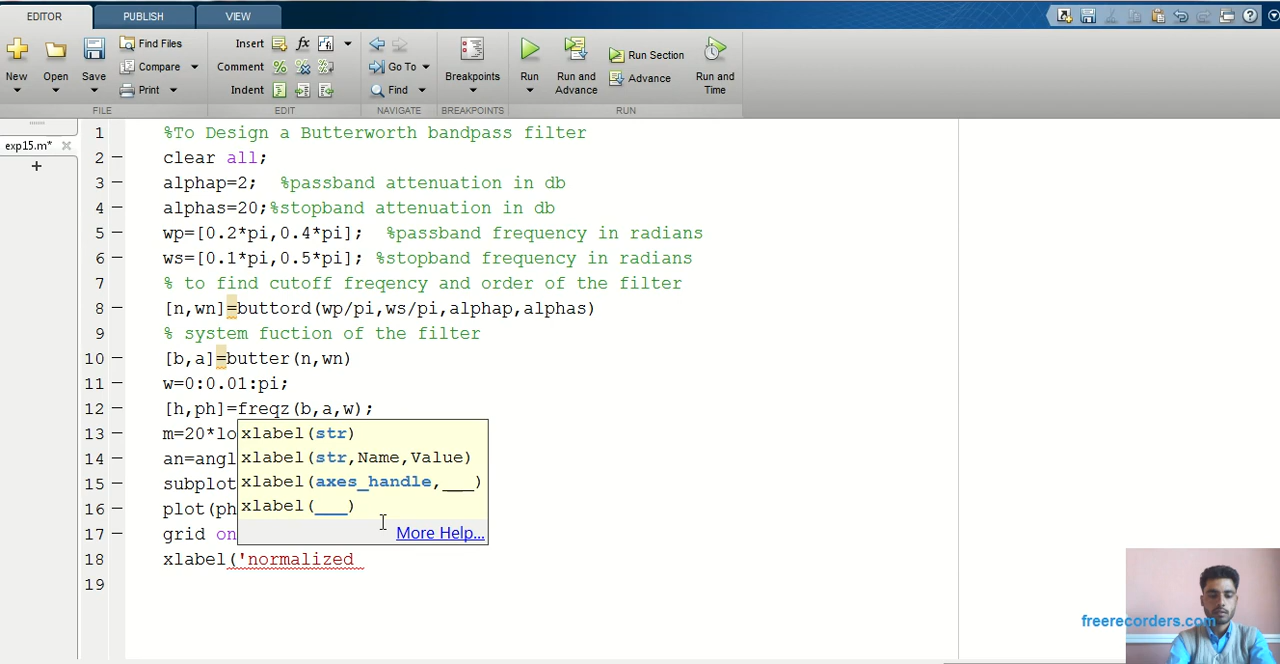 EDITOR PUBLISH VIEW
New Open Save Find Files Compare Print
Insert fx Comment Indent
Go To Find
Breakpoints
Run Run and Advance Run Section Advance Run and Time
FILE EDIT NAVIGATE BREAKPOINTS RUN
exp15.m*
1 %To Design a Butterworth bandpass filter
2 clear all;
3 alphap=2; %passband attenuation in db
4 alphas=20;%stopband attenuation in db
5 wp=[0.2*pi,0.4*pi]; %passband frequency in radians
6 ws=[0.1*pi,0.5*pi]; %stopband frequency in radians
7 % to find cutoff freqency and order of the filter
8 [n,wn]=buttord(wp/pi,ws/pi,alphap,alphas)
9 % system fuction of the filter
10 [b,a]=butter(n,wn)
11 w=0:0.01:pi;
12 [h,ph]=freqz(b,a,w);
13 m=20*lo
14 an=angl
15 subplot
16 plot(ph
17 grid on
18 xlabel('normalized
19
xlabel(str)
xlabel(str,Name,Value)
xlabel(axes_handle,___)
xlabel(___)
More Help...
freerecorders.com